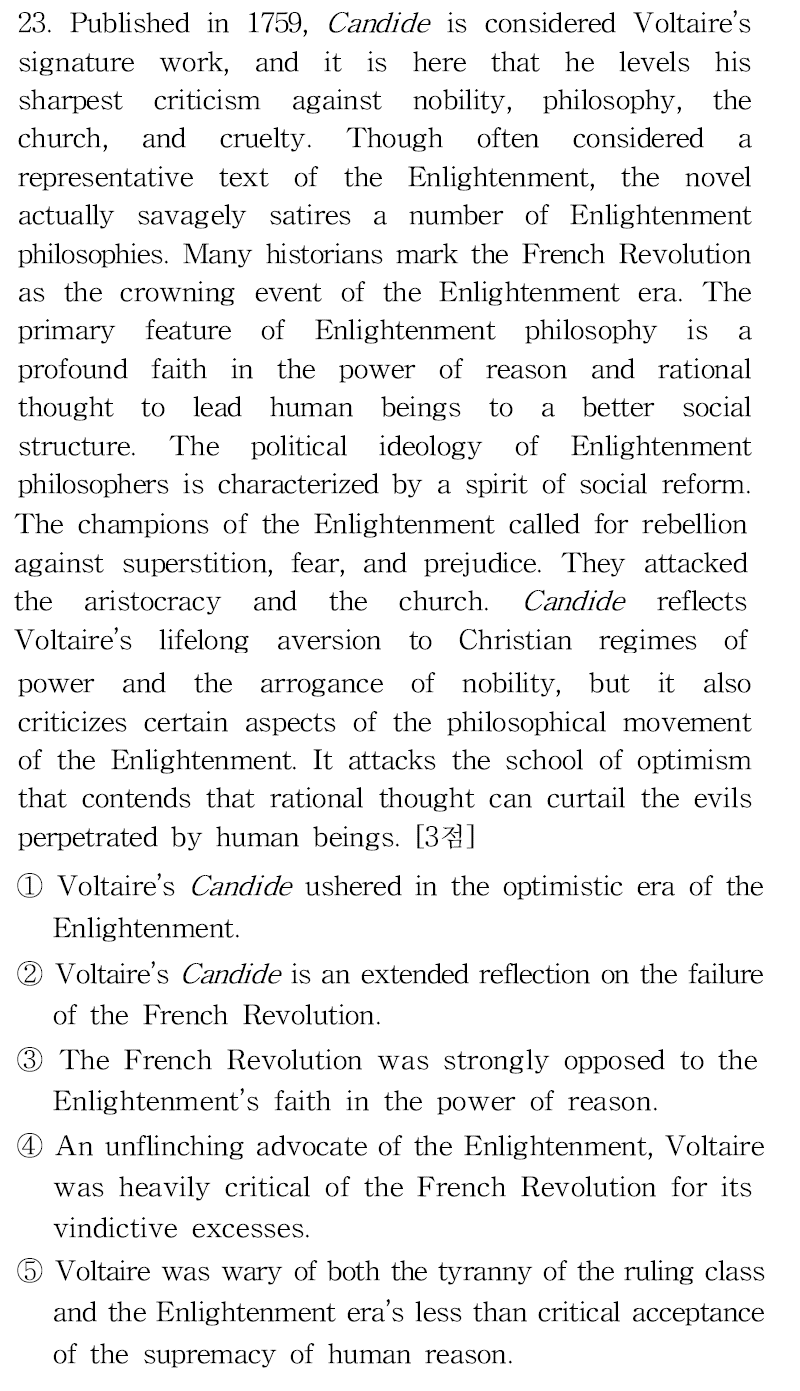 23. Published in 1759, Candide is considered Voltaire's
signature work, and it is here that he levels his
sharpest criticism against nobility, philosophy, the
church, and cruelty. Though often considered a
representative text of the Enlightenment, the novel
actually savagely satires a number of Enlightenment
philosophies. Many historians mark the French Revolution
as the crowning event of the Enlightenment era. The
primary feature of Enlightenment philosophy is a
profound faith in the power of reason and rational
thought to lead human beings to a better social
structure. The political ideology of Enlightenment
philosophers is characterized by a spirit of social reform.
The champions of the Enlightenment called for rebellion
against superstition, fear, and prejudice. They attacked
the aristocracy and the church. Candide reflects
Voltaire's lifelong aversion to Christian regimes of
power and the arrogance of nobility, but it also
criticizes certain aspects of the philosophical movement
of the Enlightenment. It attacks the school of optimism
that contends that rational thought can curtail the evils
perpetrated by human beings. [3점]
① Voltaire's Candide ushered in the optimistic era of the
Enlightenment.
② Voltaire's Candide is an extended reflection on the failure
of the French Revolution.
③ The French Revolution was strongly opposed to the
Enlightenment's faith in the power of reason.
④ An unflinching advocate of the Enlightenment, Voltaire
was heavily critical of the French Revolution for its
vindictive excesses.
⑤ Voltaire was wary of both the tyranny of the ruling class
and the Enlightenment era's less than critical acceptance
of the supremacy of human reason.